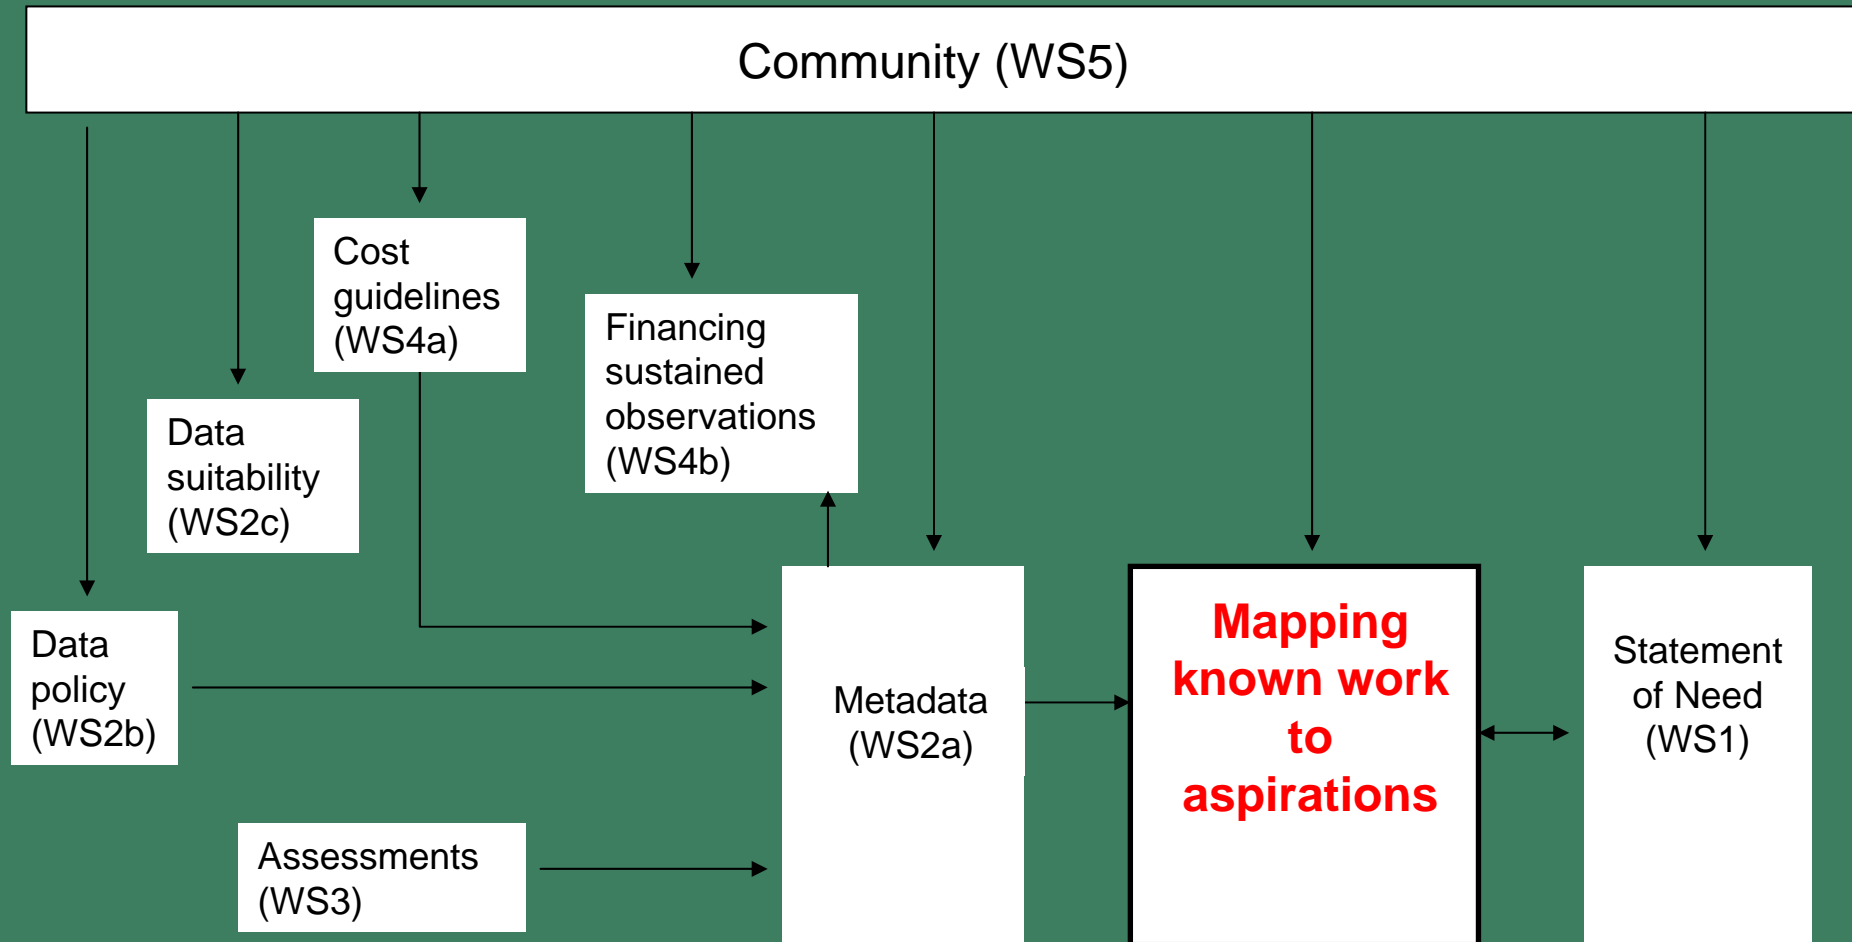 Community (WS5)
Cost
guidelines
(WS4a)
Financing
sustained
observations
(WS4b)
Data
suitability
(WS2c)
Data
policy
(WS2b)
Metadata
(WS2a)
Mapping
known work
to
aspirations
Statement
of Need
(WS1)
Assessments
(WS3)